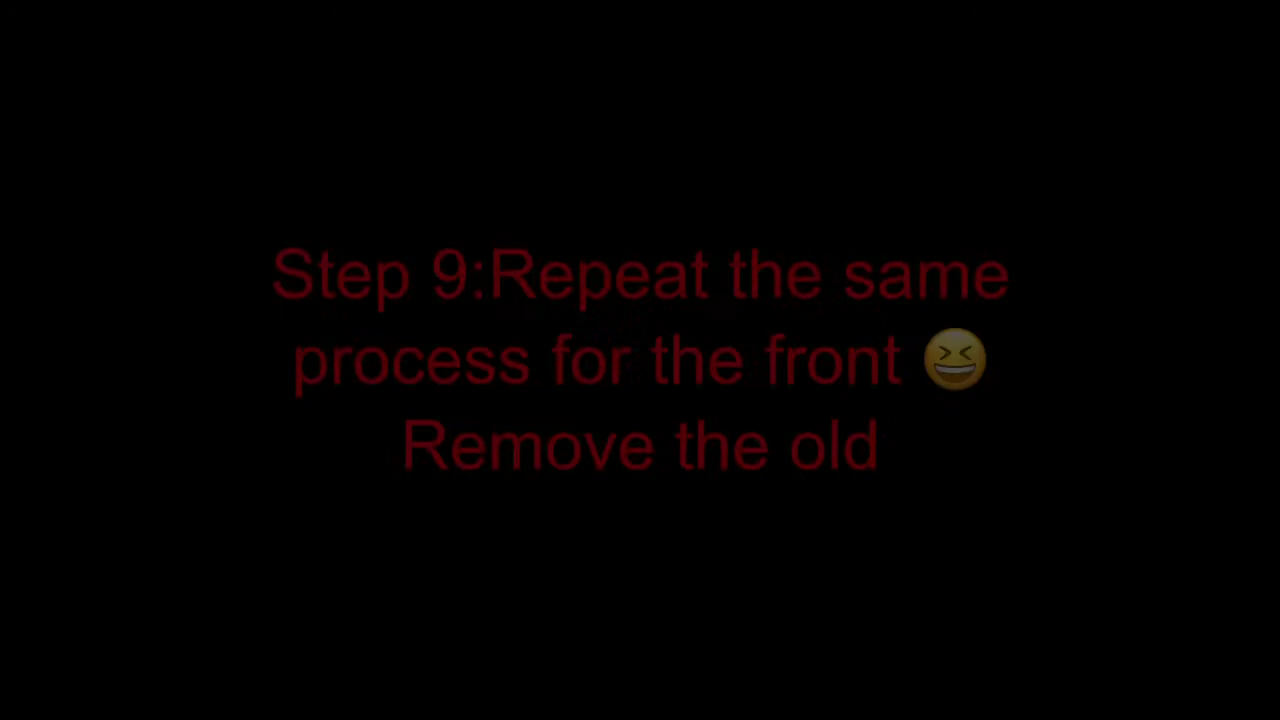 Step 9:Repeat the same
process for the front 😆
Remove the old